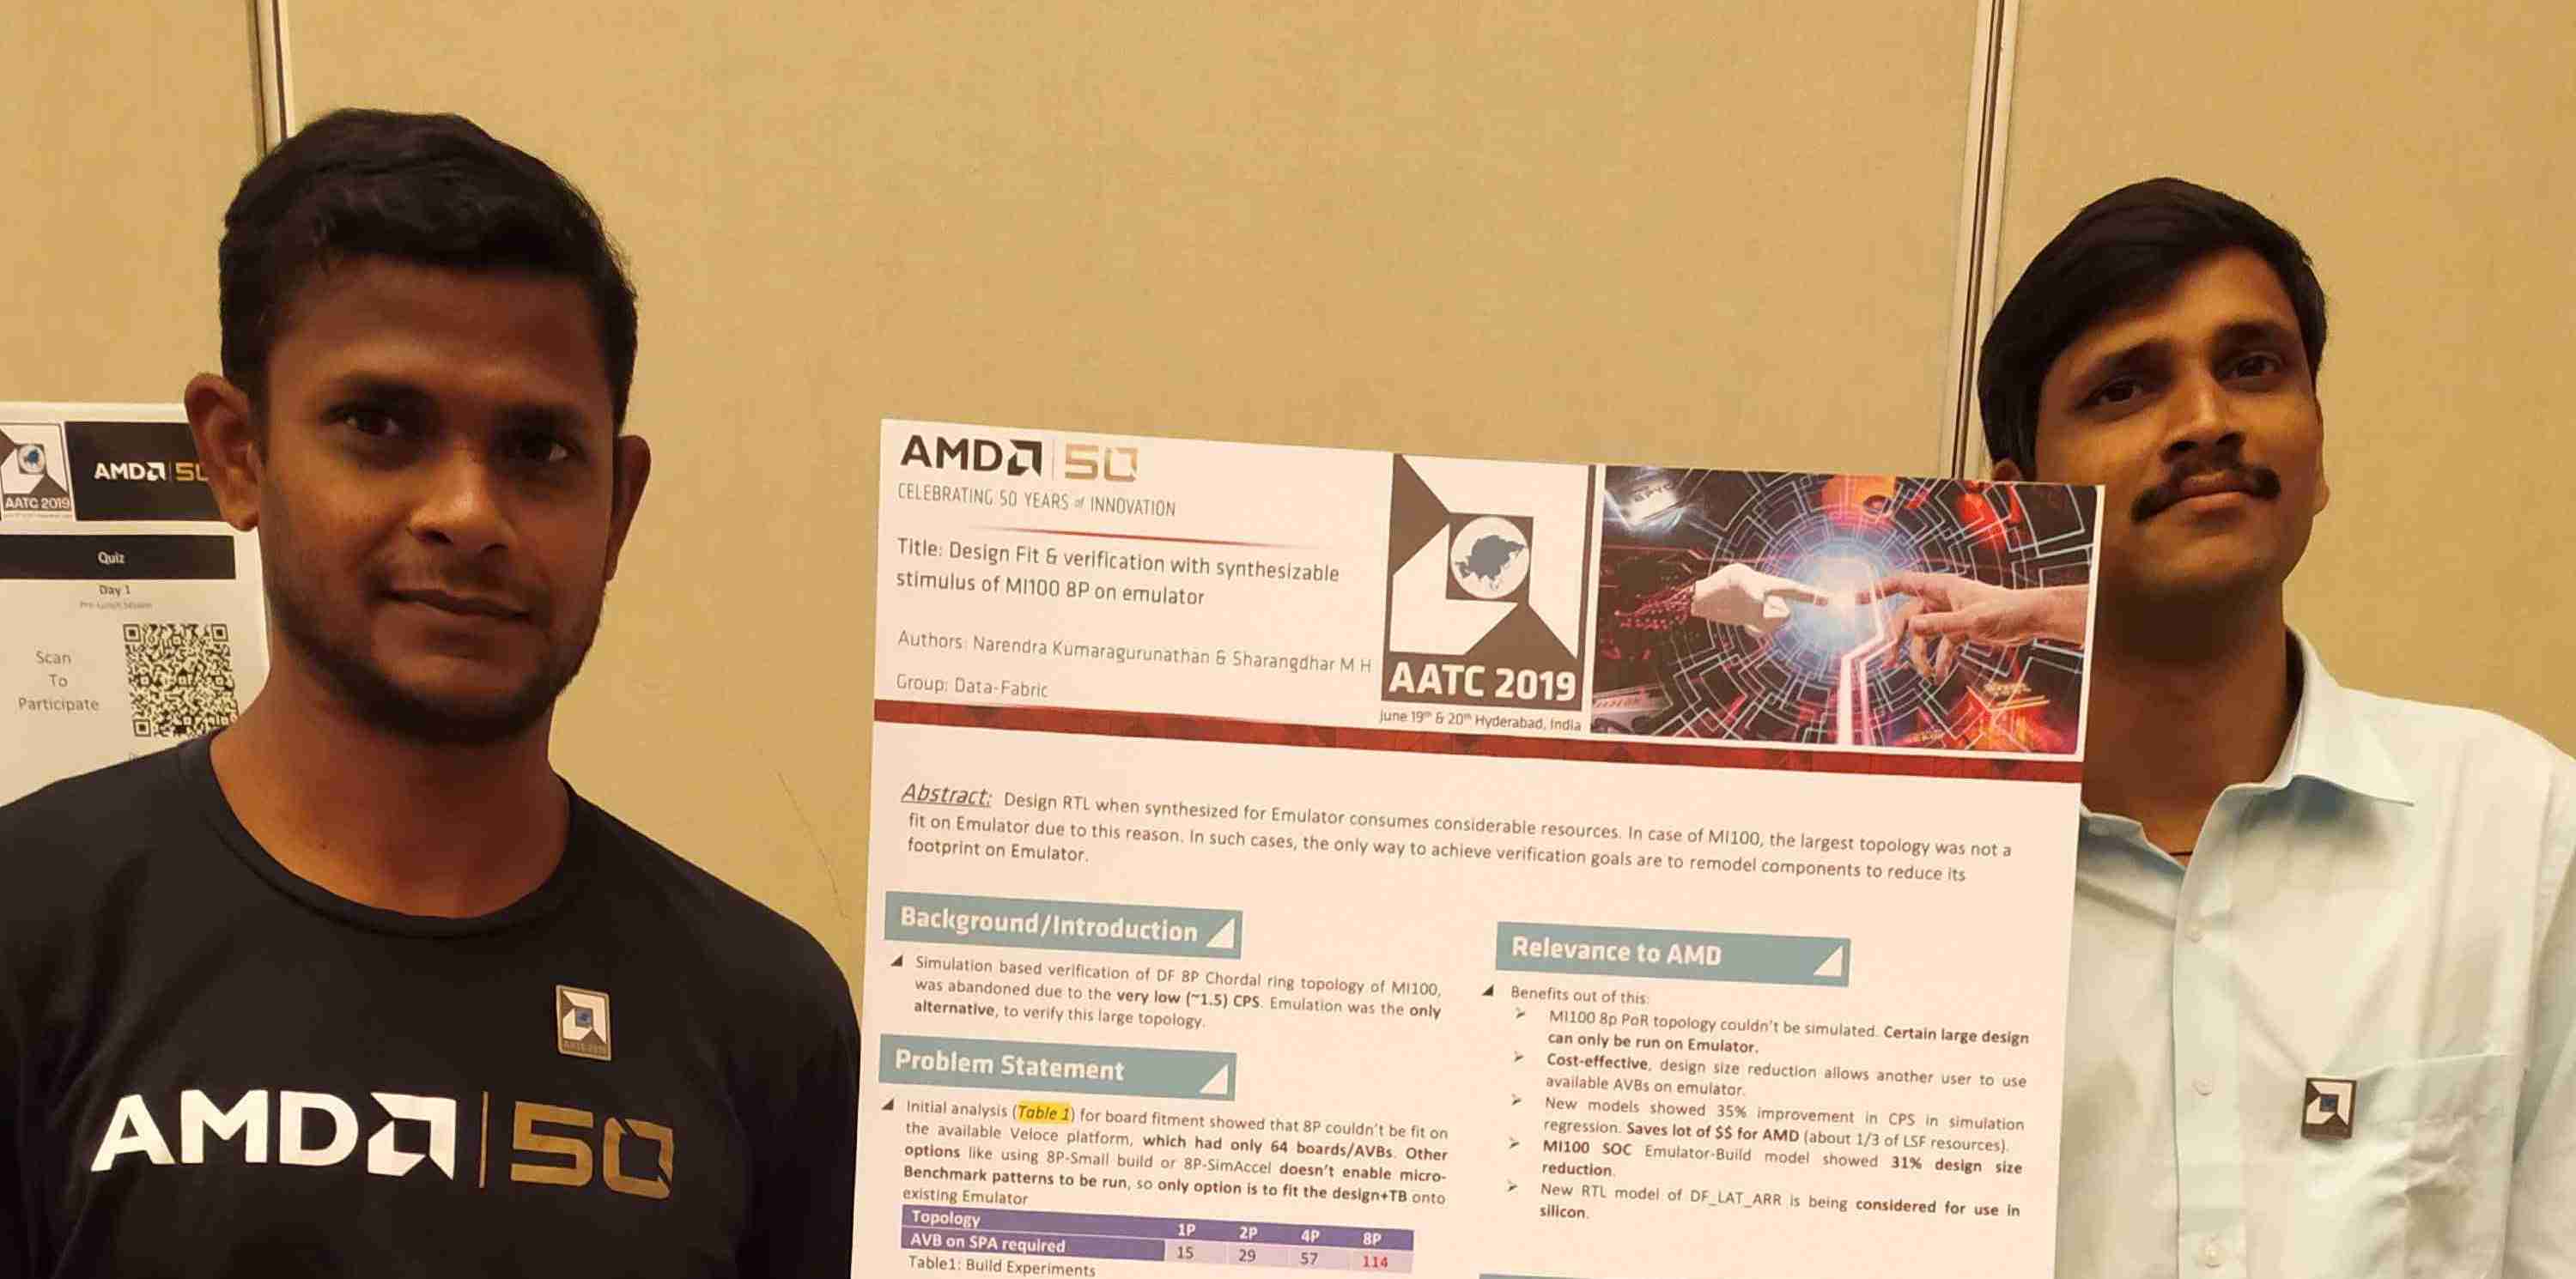 AATC 2019
AMD 50
Quiz
Day 1
Scan
To
Participate
AMD 50
AMD 50
CELEBRATING 50 YEARS of INNOVATION
Title: Design Fit & verification with synthesizable
stimulus of MI100 8P on emulator
Authors: Narendra Kumaragurunathan & Sharangdhar M H
Group: Data-Fabric
AATC 2019
June 19th & 20th Hyderabad, India
Abstract: Design RTL when synthesized for Emulator consumes considerable resources. In case of MI100, the largest topology was not a
fit on Emulator due to this reason. In such cases, the only way to achieve verification goals are to remodel components to reduce its
footprint on Emulator.
Background/Introduction
Simulation based verification of DF 8P Chordal ring topology of MI100,
was abandoned due to the very low (~1.5) CPS. Emulation was the only
alternative, to verify this large topology.
Problem Statement
Initial analysis (Table 1) for board fitment showed that 8P couldn't be fit on
the available Veloce platform, which had only 64 boards/AVBs. Other
options like using 8P-Small build or 8P-SimAccel doesn't enable micro-
Benchmark patterns to be run, so only option is to fit the design+TB onto
existing Emulator
Topology 1P 2P 4P 8P
AVB on SPA required 15 29 57 114
Table1: Build Experiments
Relevance to AMD
Benefits out of this:
MI100 8p PoR topology couldn't be simulated. Certain large design
can only be run on Emulator.
Cost-effective, design size reduction allows another user to use
available AVBs on emulator.
New models showed 35% improvement in CPS in simulation
regression. Saves lot of $$ for AMD (about 1/3 of LSF resources).
MI100 SOC Emulator-Build model showed 31% design size
reduction.
New RTL model of DF_LAT_ARR is being considered for use in
silicon.